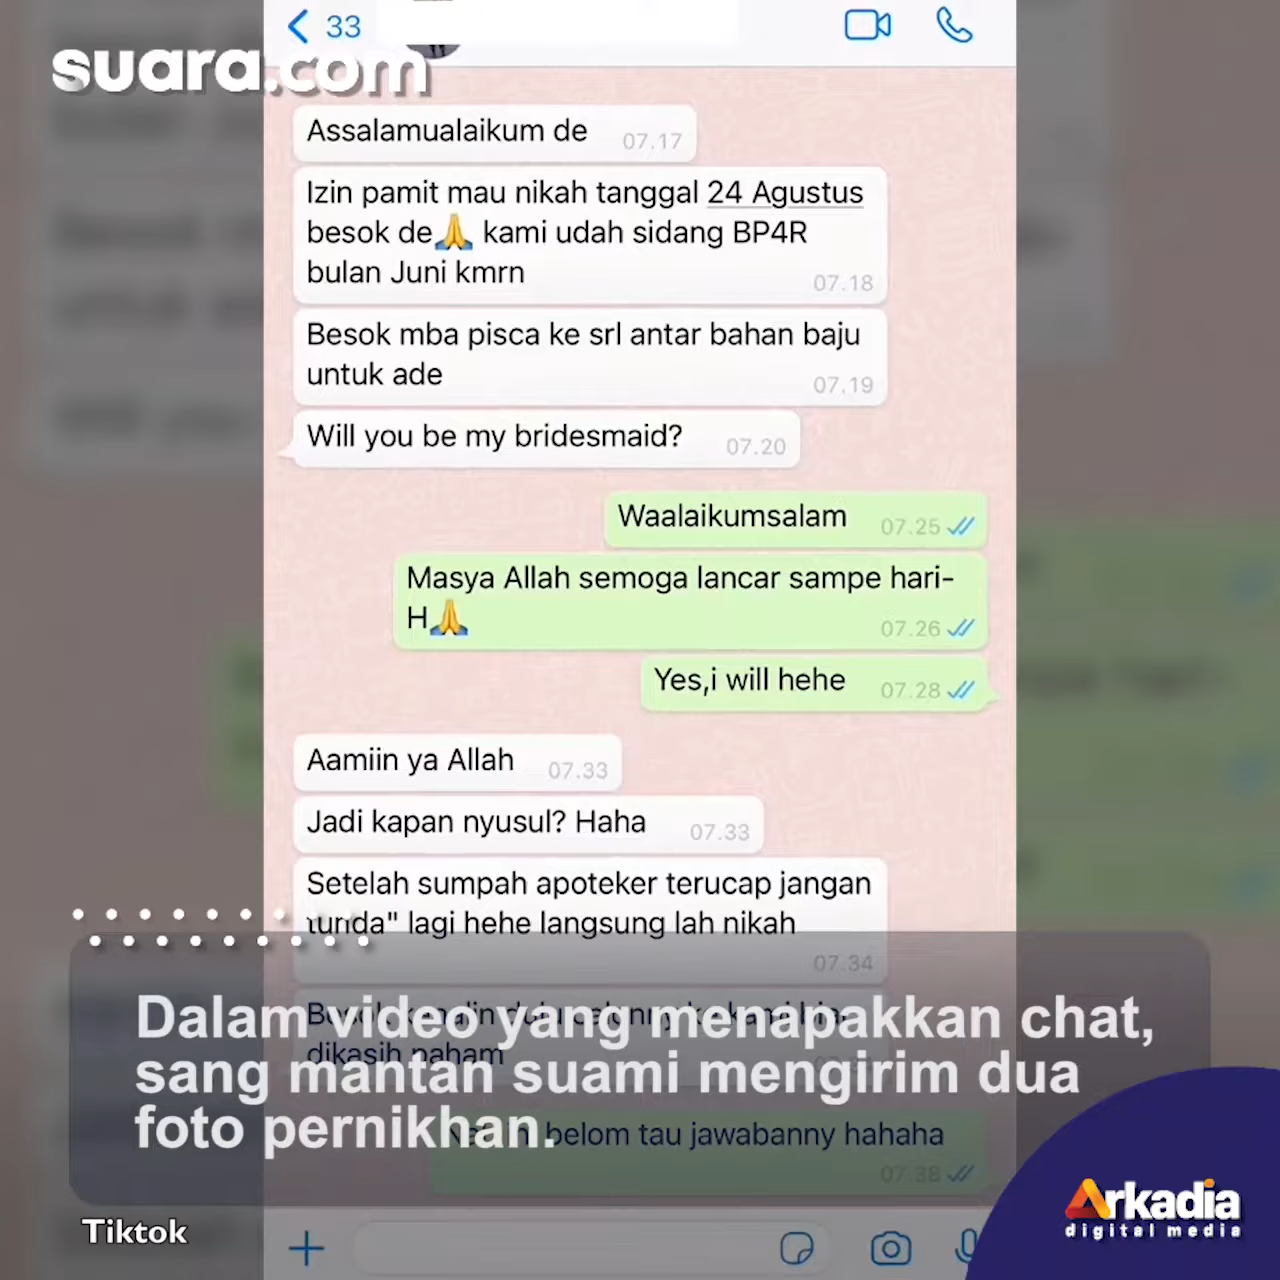 33
suara.com
Assalamualaikum de 07.17
Izin pamit mau nikah tanggal 24 Agustus
besok de🙏 kami udah sidang BP4R
bulan Juni kmrn
07.18
Besok mba pisca ke srl antar bahan baju
untuk ade
07.19
Will you be my bridesmaid? 07.20
Waalaikumsalam 07.25
Masya Allah semoga lancar sampe hari-
H🙏
07.26
Yes,i will hehe 07.28
Aamiin ya Allah 07.33
Jadi kapan nyusul? Haha 07.33
Setelah sumpah apoteker terucap jangan
tunda" lagi hehe langsung lah nikah
07.34
Dalam video yang menapakkan chat,
sang mantan suami mengirim dua
foto pernikhan.
dikasih paham
belom tau jawabanny hahaha
07.38
Tiktok
Arkadia
digital media